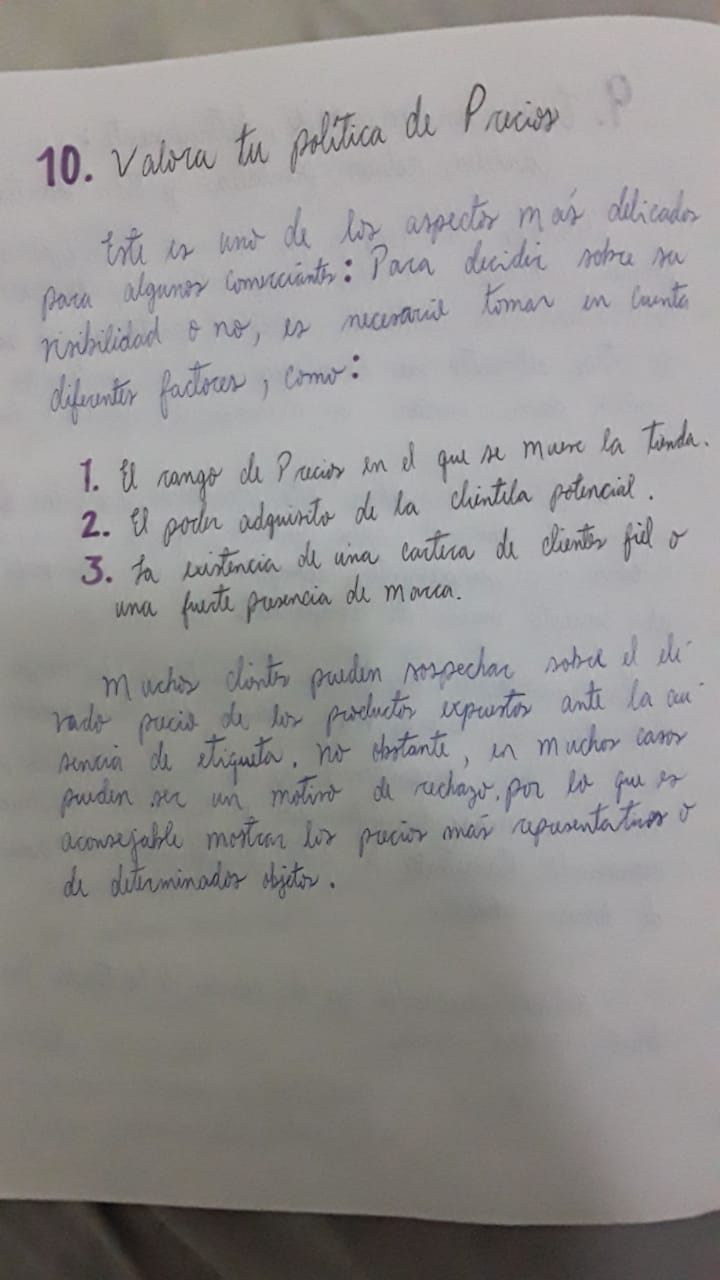 10. Valora tu política de Precios
Este es uno de los aspectos más delicados
para algunos comerciantes: Para decidir sobre su
visibilidad o no, es necesario tomar en cuenta
diferentes factores, como:
1. El rango de Precios en el que se mueve la tienda.
2. El poder adquisito de la clientela potencial.
3. La existencia de una cartera de clientes fiel o
una fuerte presencia de marca.
Muchos clientes pueden sospechar sobre el ele-
vado precio de los productos expuestos ante la au-
sencia de etiqueta. No obstante, en muchos casos
pueden ser un motivo de rechazo. por lo que es
aconsejable mostrar los precios más representativos o
de determinados objetos.